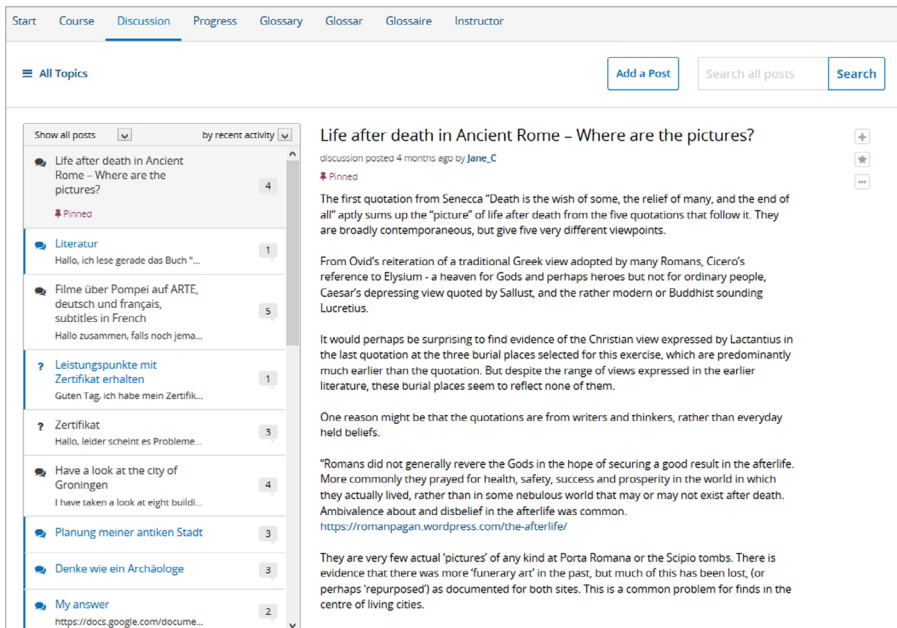 Start Course Discussion Progress Glossary Glossar Glossaire Instructor
All Topics
Add a Post
Search all posts
Search
Show all posts
by recent activity
Life after death in Ancient
Rome – Where are the
pictures?
4
Pinned
Literatur
1
Hallo, ich lese gerade das Buch "...
Filme über Pompei auf ARTE,
deutsch und français,
subtitles in French
5
Hallo zusammen, falls noch jema...
Leistungspunkte mit
Zertifikat erhalten
1
Guten Tag, ich habe mein Zertifik...
Zertifikat
3
Hallo, leider scheint es Probleme...
Have a look at the city of
Groningen
4
I have taken a look at eight buildi...
Planung meiner antiken Stadt
3
Denke wie ein Archäologe
3
My answer
2
https://docs.google.com/docume...
Life after death in Ancient Rome – Where are the pictures?
discussion posted 4 months ago by Jane_C
Pinned
The first quotation from Senecca "Death is the wish of some, the relief of many, and the end of
all" aptly sums up the "picture" of life after death from the five quotations that follow it. They
are broadly contemporaneous, but give five very different viewpoints.
From Ovid's reiteration of a traditional Greek view adopted by many Romans, Cicero's
reference to Elysium - a heaven for Gods and perhaps heroes but not for ordinary people,
Caesar's depressing view quoted by Sallust, and the rather modern or Buddhist sounding
Lucretius.
It would perhaps be surprising to find evidence of the Christian view expressed by Lactantius in
the last quotation at the three burial places selected for this exercise, which are predominantly
much earlier than the quotation. But despite the range of views expressed in the earlier
literature, these burial places seem to reflect none of them.
One reason might be that the quotations are from writers and thinkers, rather than everyday
held beliefs.
"Romans did not generally revere the Gods in the hope of securing a good result in the afterlife.
More commonly they prayed for health, safety, success and prosperity in the world in which
they actually lived, rather than in some nebulous world that may or may not exist after death.
Ambivalence about and disbelief in the afterlife was common.
https://romanpagan.wordpress.com/the-afterlife/
They are very few actual 'pictures' of any kind at Porta Romana or the Scipio tombs. There is
evidence that there was more 'funerary art' in the past, but much of this has been lost, (or
perhaps 'repurposed') as documented for both sites. This is a common problem for finds in the
centre of living cities.